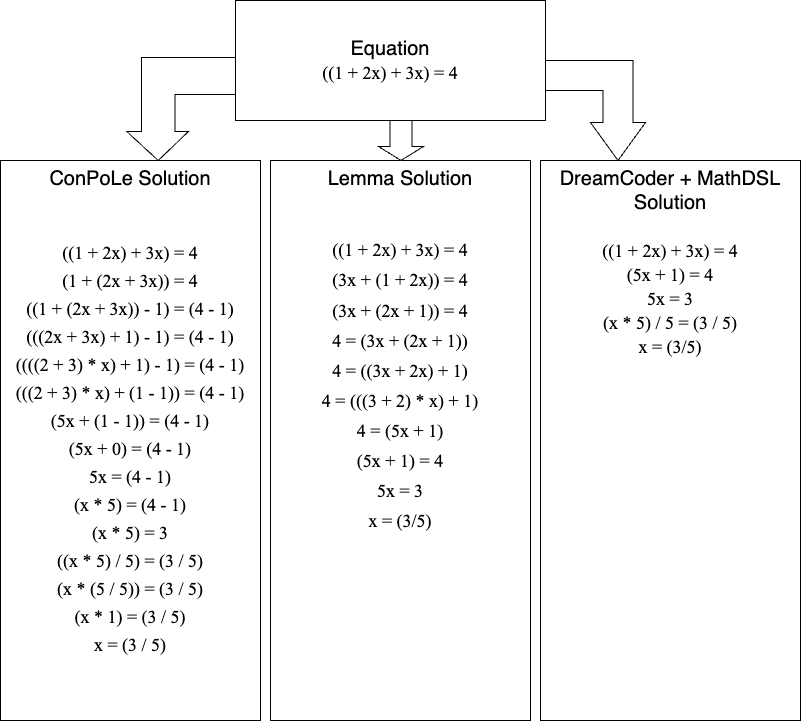 Equation
((1 + 2x) + 3x) = 4
ConPoLe Solution
((1 + 2x) + 3x) = 4
(1 + (2x + 3x)) = 4
((1 + (2x + 3x)) - 1) = (4 - 1)
(((2x + 3x) + 1) - 1) = (4 - 1)
((((2 + 3) * x) + 1) - 1) = (4 - 1)
(((2 + 3) * x) + (1 - 1)) = (4 - 1)
(5x + (1 - 1)) = (4 - 1)
(5x + 0) = (4 - 1)
5x = (4 - 1)
(x * 5) = (4 - 1)
(x * 5) = 3
((x * 5) / 5) = (3 / 5)
(x * (5 / 5)) = (3 / 5)
(x * 1) = (3 / 5)
x = (3 / 5)
Lemma Solution
((1 + 2x) + 3x) = 4
(3x + (1 + 2x)) = 4
(3x + (2x + 1)) = 4
4 = (3x + (2x + 1))
4 = ((3x + 2x) + 1)
4 = (((3 + 2) * x) + 1)
4 = (5x + 1)
(5x + 1) = 4
5x = 3
x = (3/5)
DreamCoder + MathDSL
Solution
((1 + 2x) + 3x) = 4
(5x + 1) = 4
5x = 3
(x * 5) / 5 = (3 / 5)
x = (3/5)